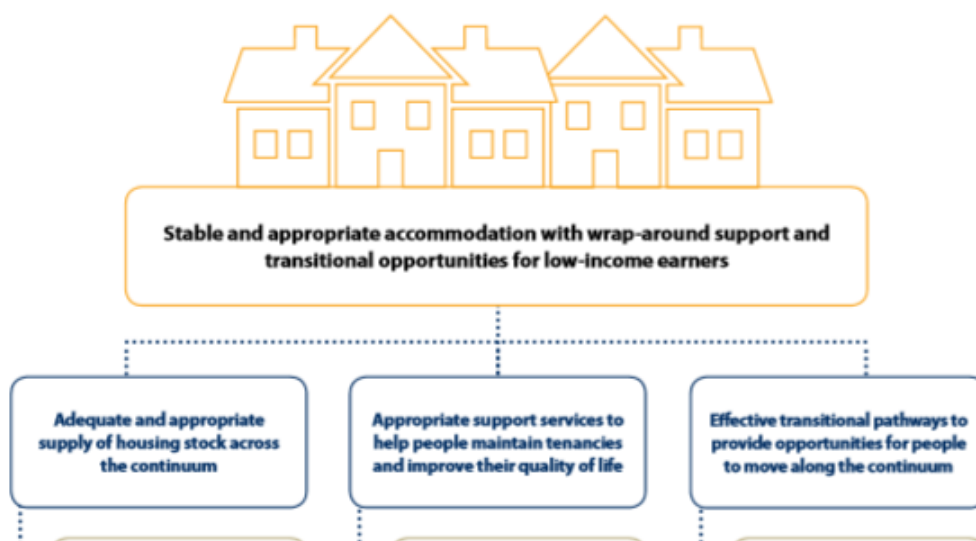 Stable and appropriate accommodation with wrap-around support and
transitional opportunities for low-income earners
Adequate and appropriate
supply of housing stock across
the continuum
Appropriate support services to
help people maintain tenancies
and improve their quality of life
Effective transitional pathways to
provide opportunities for people
to move along the continuum